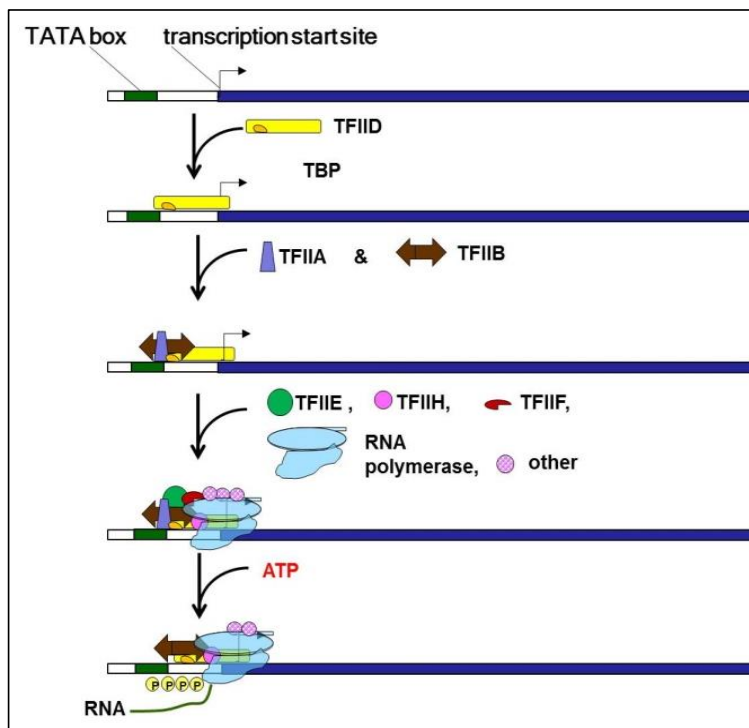 TATA box transcription start site
TFIID
TBP
TFIIA & TFIIB
TFIIE , TFIIH, TFIIF,
RNA
polymerase, other
ATP
P P P P
RNA